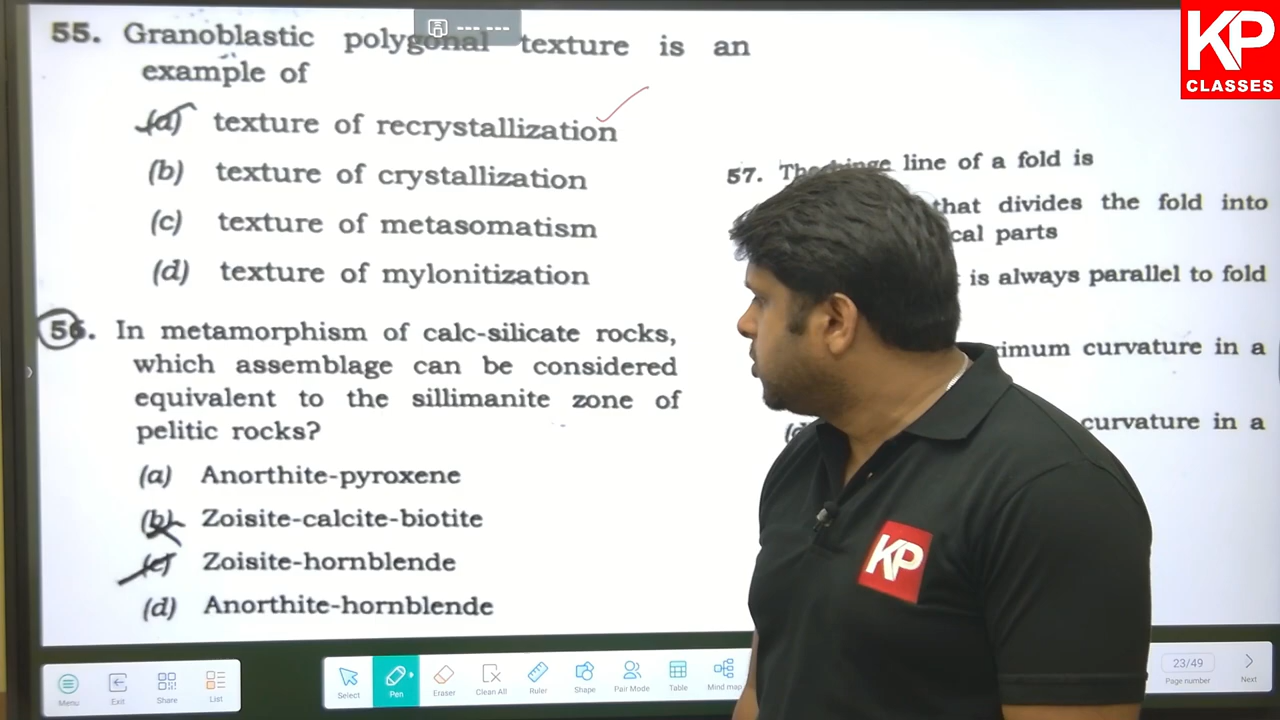 55. Granoblastic polygonal texture is an
example of
(a) texture of recrystallization
(b) texture of crystallization
(c) texture of metasomatism
(d) texture of mylonitization
56. In metamorphism of calc-silicate rocks,
which assemblage can be considered
equivalent to the sillimanite zone of
pelitic rocks?
(a) Anorthite-pyroxene
(b) Zoisite-calcite-biotite
(c) Zoisite-hornblende
(d) Anorthite-hornblende
57. The hinge line of a fold is
that divides the fold into
parts
is always parallel to fold
curvature in a
curvature in a
KP
CLASSES
KP
Menu
Exit
Share
List
Select
Pen
Eraser
Clean All
Ruler
Shape
Pair Mode
Table
Mind map
23/49
Page number
Next